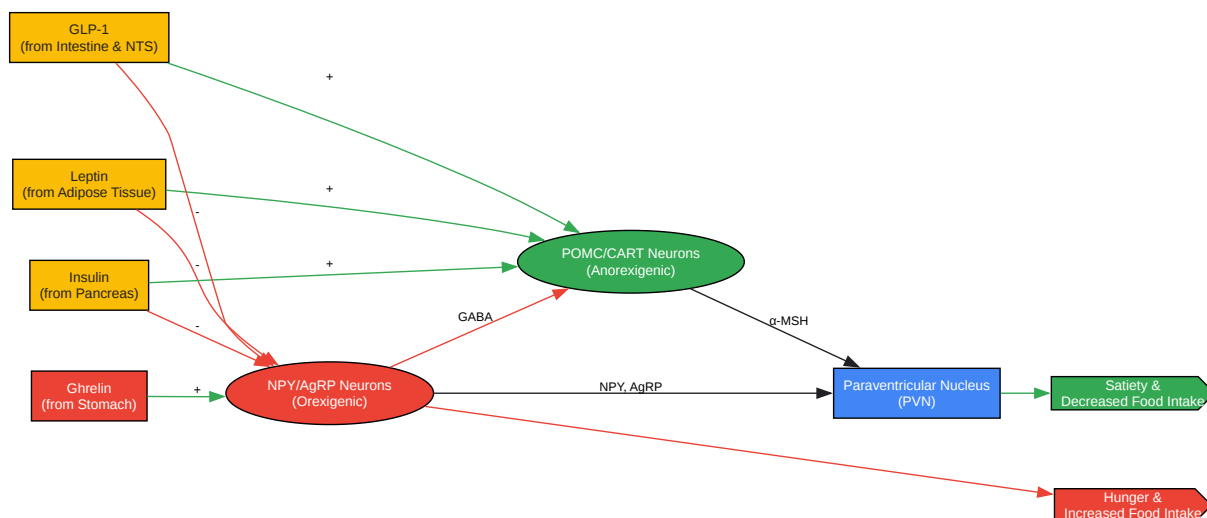 GLP-1
(from Intestine & NTS)
+
Leptin
(from Adipose Tissue)
+
-
Insulin
(from Pancreas)
-
+
POMC/CART Neurons
(Anorexigenic)
-
GABA
α-MSH
Ghrelin
(from Stomach)
+
NPY/AgRP Neurons
(Orexigenic)
NPY, AgRP
Paraventricular Nucleus
(PVN)
Satiety &
Decreased Food Intake
Hunger &
Increased Food Intake